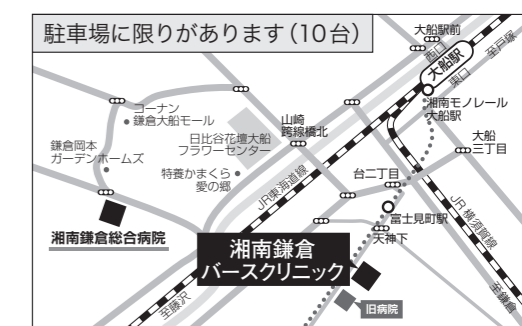 駐車場に限りがあります(10台)
大船駅前
至戸塚
西口
大船駅
東口
湘南モノレール
大船駅
コーナン
鎌倉大船モール
山崎
跨線橋北
日比谷花壇大船
フラワーセンター
鎌倉岡本
ガーデンホームズ
大船
三丁目
特養かまくら
愛の郷
台二丁目
JR東海道線
JR横須賀線
富士見町駅
湘南鎌倉総合病院
天神下
湘南鎌倉
バースクリニック
至藤沢
旧病院
至鎌倉